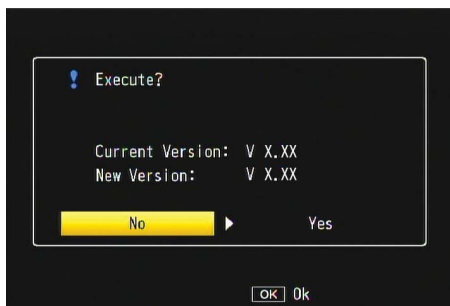 Execute?
Current Version: V X.XX
New Version: V X.XX
No Yes
OK Ok